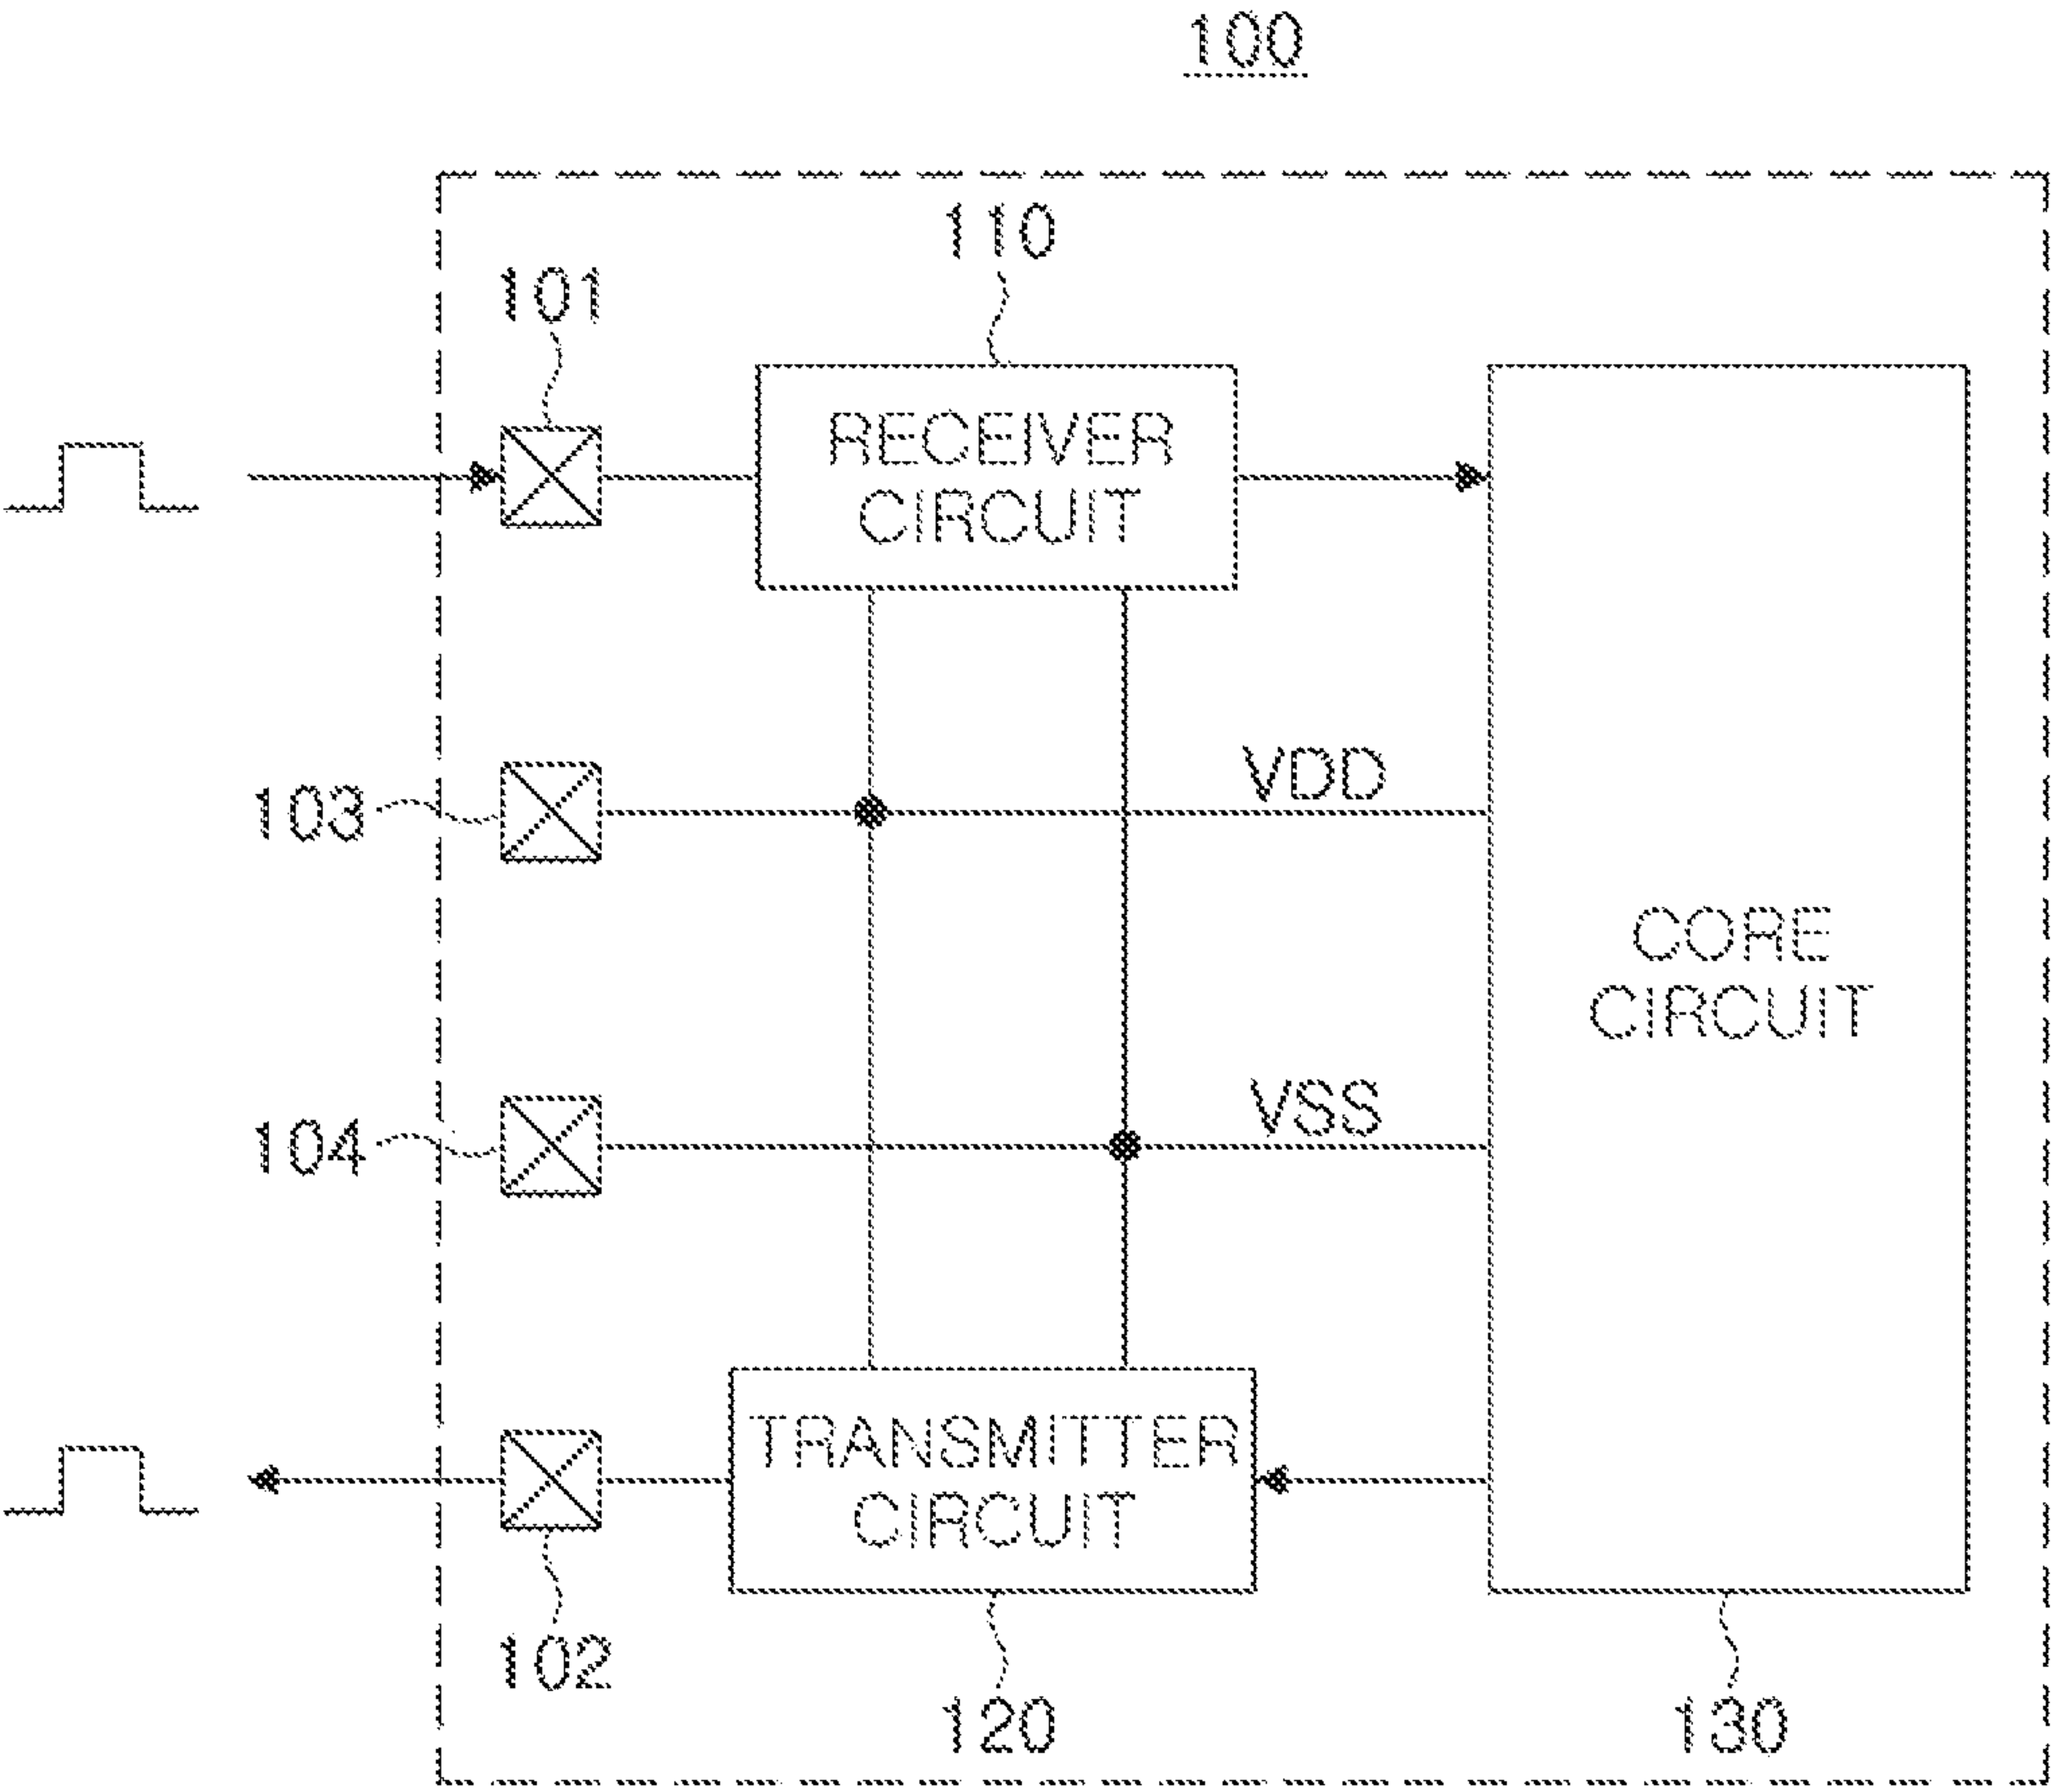 100
110
101
RECEIVER
CIRCUIT
VDD
103
CORE
CIRCUIT
VSS
104
TRANSMITTER
CIRCUIT
102
120
130